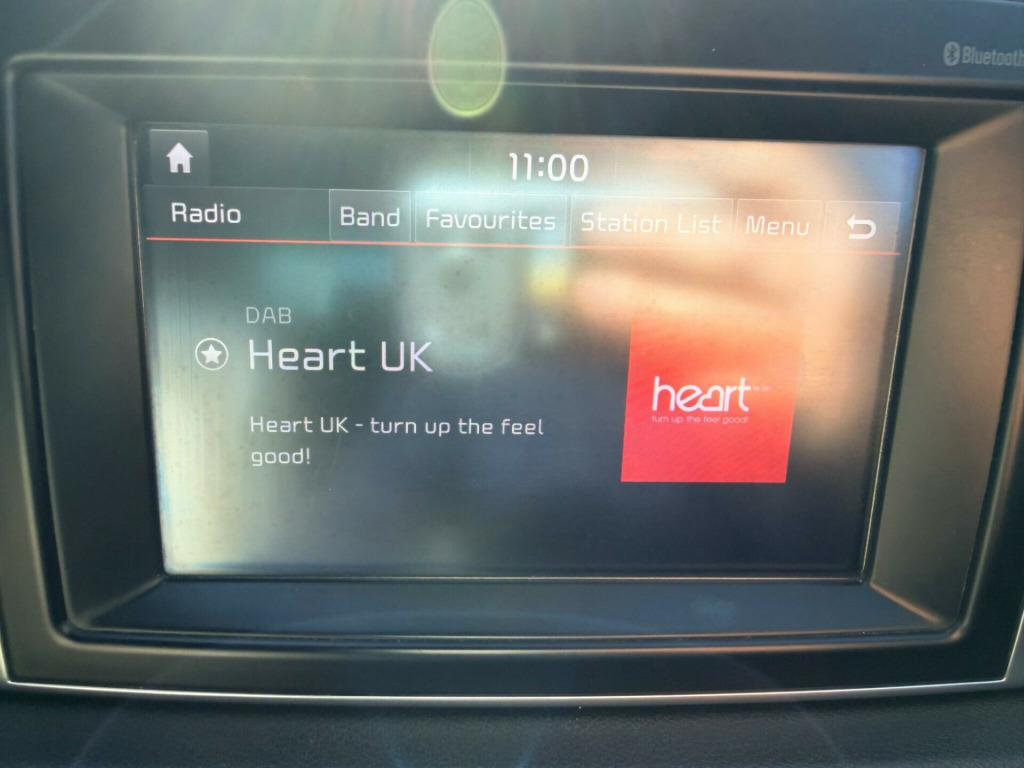 Bluetooth
11:00
Radio Band Favourites Station List Menu
DAB
Heart UK
Heart UK - turn up the feel
good!
heart
turn up the feel good!